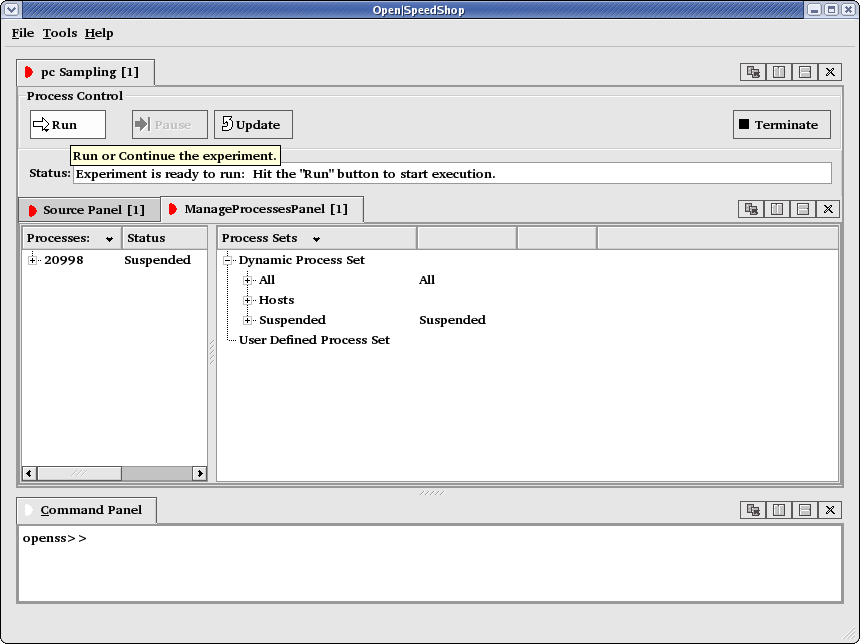 Open|SpeedShop
File Tools Help
pc Sampling [1]
Process Control
Run Pause Update Terminate
Run or Continue the experiment.
Status: Experiment is ready to run: Hit the "Run" button to start execution.
Source Panel [1] ManageProcessesPanel [1]
Processes: Status Process Sets
20998 Suspended Dynamic Process Set
All All
Hosts
Suspended Suspended
User Defined Process Set
Command Panel
openss>>